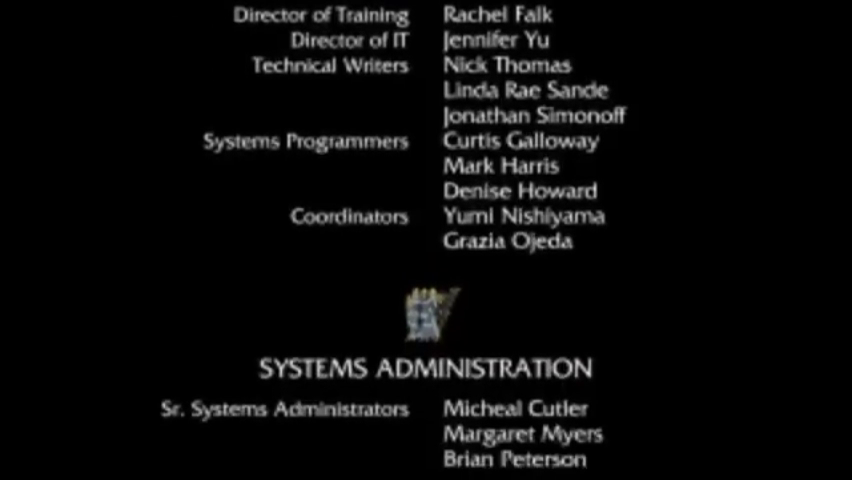 Director of Training Rachel Falk
Director of IT Jennifer Yu
Technical Writers Nick Thomas
Linda Rae Sande
Jonathan Simonoff
Systems Programmers Curtis Galloway
Mark Harris
Denise Howard
Coordinators Yumi Nishiyama
Grazia Ojeda
SYSTEMS ADMINISTRATION
Sr. Systems Administrators Micheal Cutler
Margaret Myers
Brian Peterson